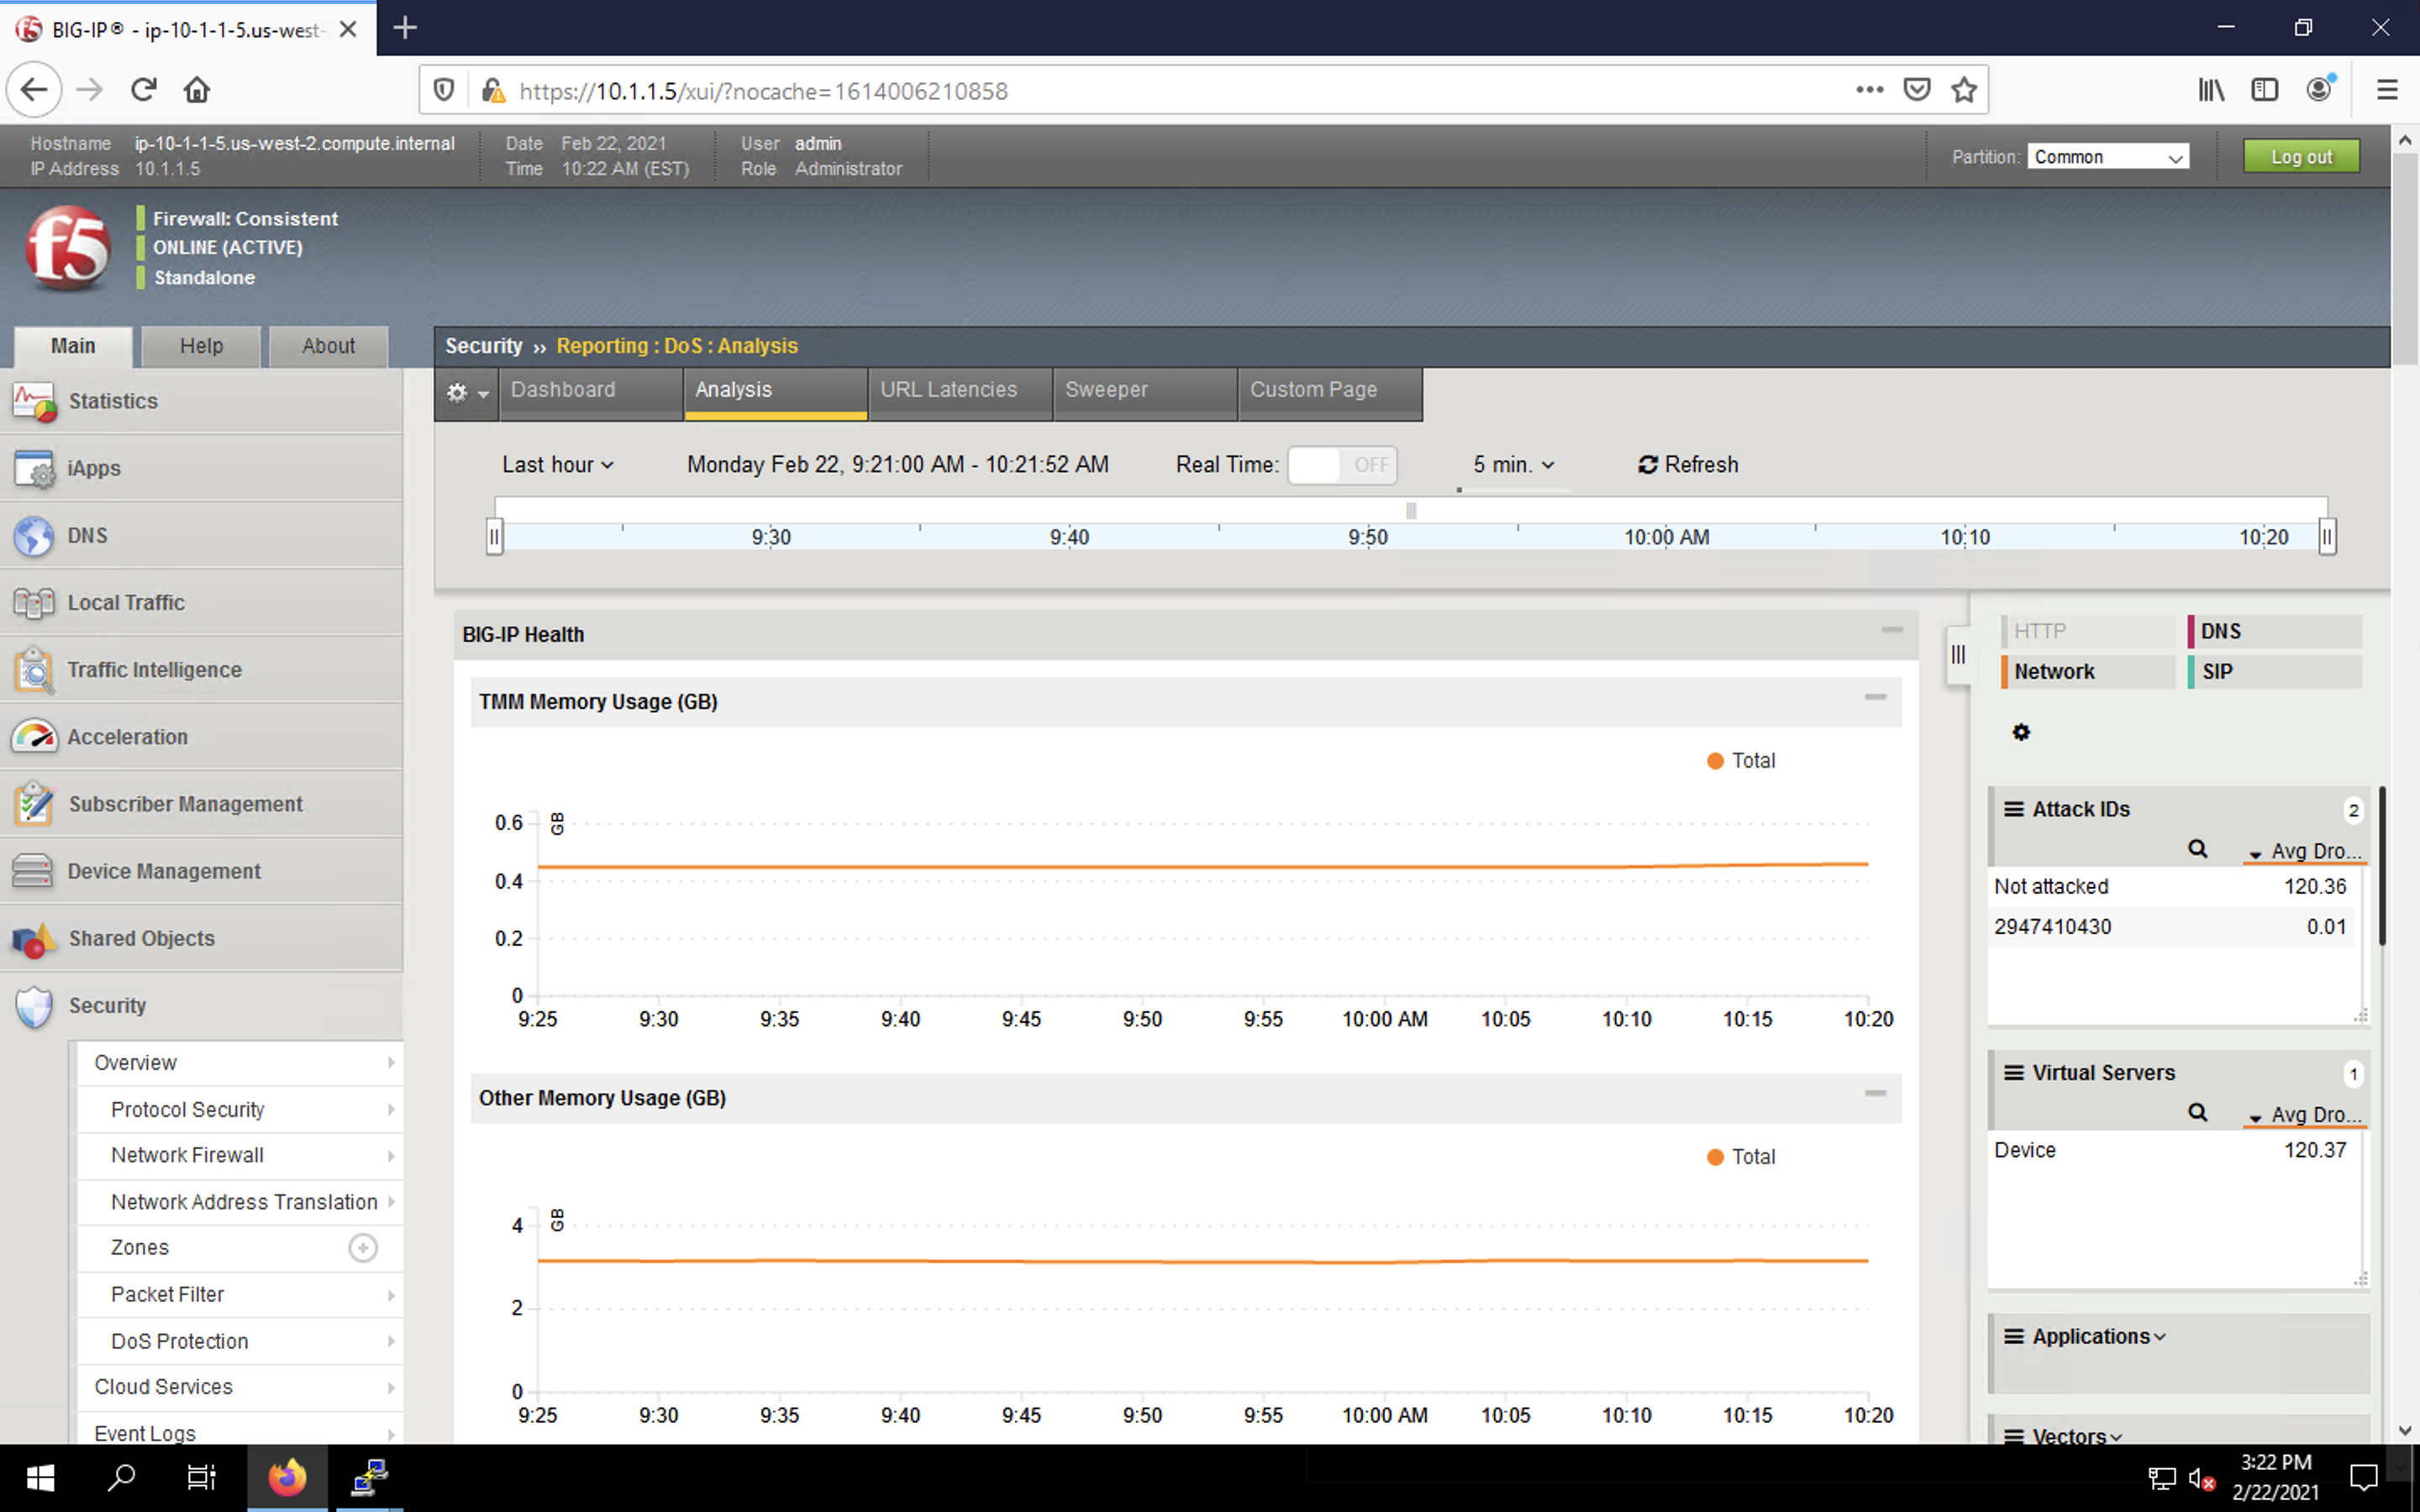 BIG-IP® - ip-10-1-1-5.us-west-
https://10.1.1.5/xui/?nocache=1614006210858
Hostname ip-10-1-1-5.us-west-2.compute.internal
IP Address 10.1.1.5
Date Feb 22, 2021
Time 10:22 AM (EST)
User admin
Role Administrator
Partition: Common
Log out
f5
Firewall: Consistent
ONLINE (ACTIVE)
Standalone
Main Help About
Security ›› Reporting : DoS : Analysis
Dashboard Analysis URL Latencies Sweeper Custom Page
Statistics
iApps
DNS
Local Traffic
Traffic Intelligence
Acceleration
Subscriber Management
Device Management
Shared Objects
Security
Overview
Protocol Security
Network Firewall
Network Address Translation
Zones
Packet Filter
DoS Protection
Cloud Services
Event Logs
Last hour Monday Feb 22, 9:21:00 AM - 10:21:52 AM Real Time: OFF 5 min. Refresh
9:30 9:40 9:50 10:00 AM 10:10 10:20
BIG-IP Health
TMM Memory Usage (GB)
Total
GB
0.6
0.4
0.2
0
9:25 9:30 9:35 9:40 9:45 9:50 9:55 10:00 AM 10:05 10:10 10:15 10:20
Other Memory Usage (GB)
Total
GB
4
2
0
9:25 9:30 9:35 9:40 9:45 9:50 9:55 10:00 AM 10:05 10:10 10:15 10:20
HTTP DNS
Network SIP
Attack IDs 2
Avg Dro...
Not attacked 120.36
2947410430 0.01
Virtual Servers 1
Avg Dro...
Device 120.37
Applications
Vectors
3:22 PM
2/22/2021